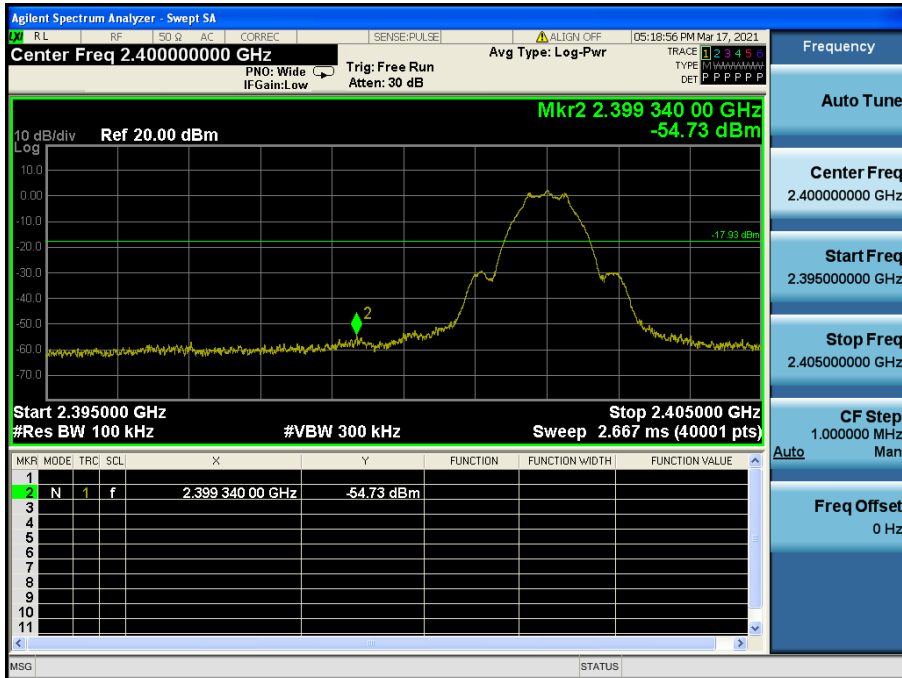 Agilent Spectrum Analyzer - Swept SA
LXI RL RF 50 Ω AC CORREC SENSE:PULSE ALIGN OFF 05:18:56 PM Mar 17, 2021
Center Freq 2.400000000 GHz
PNO: Wide
IFGain:Low
Trig: Free Run
Atten: 30 dB
Avg Type: Log-Pwr
TRACE 1 2 3 4 5 6
TYPE M W W W W W
DET P P P P P P
Mkr2 2.399 340 00 GHz
-54.73 dBm
10 dB/div Ref 20.00 dBm
Log
10.0
0.00
-10.0
-17.93 dBm
-20.0
-30.0
-40.0
-50.0
2
-60.0
-70.0
Start 2.395000 GHz Stop 2.405000 GHz
#Res BW 100 kHz #VBW 300 kHz Sweep 2.667 ms (40001 pts)
MKR MODE TRC SCL X Y FUNCTION FUNCTION WIDTH FUNCTION VALUE
1
2 N 1 f 2.399 340 00 GHz -54.73 dBm
3
4
5
6
7
8
9
10
11
MSG STATUS
Frequency
Auto Tune
Center Freq
2.400000000 GHz
Start Freq
2.395000000 GHz
Stop Freq
2.405000000 GHz
CF Step
1.000000 MHz
Auto Man
Freq Offset
0 Hz